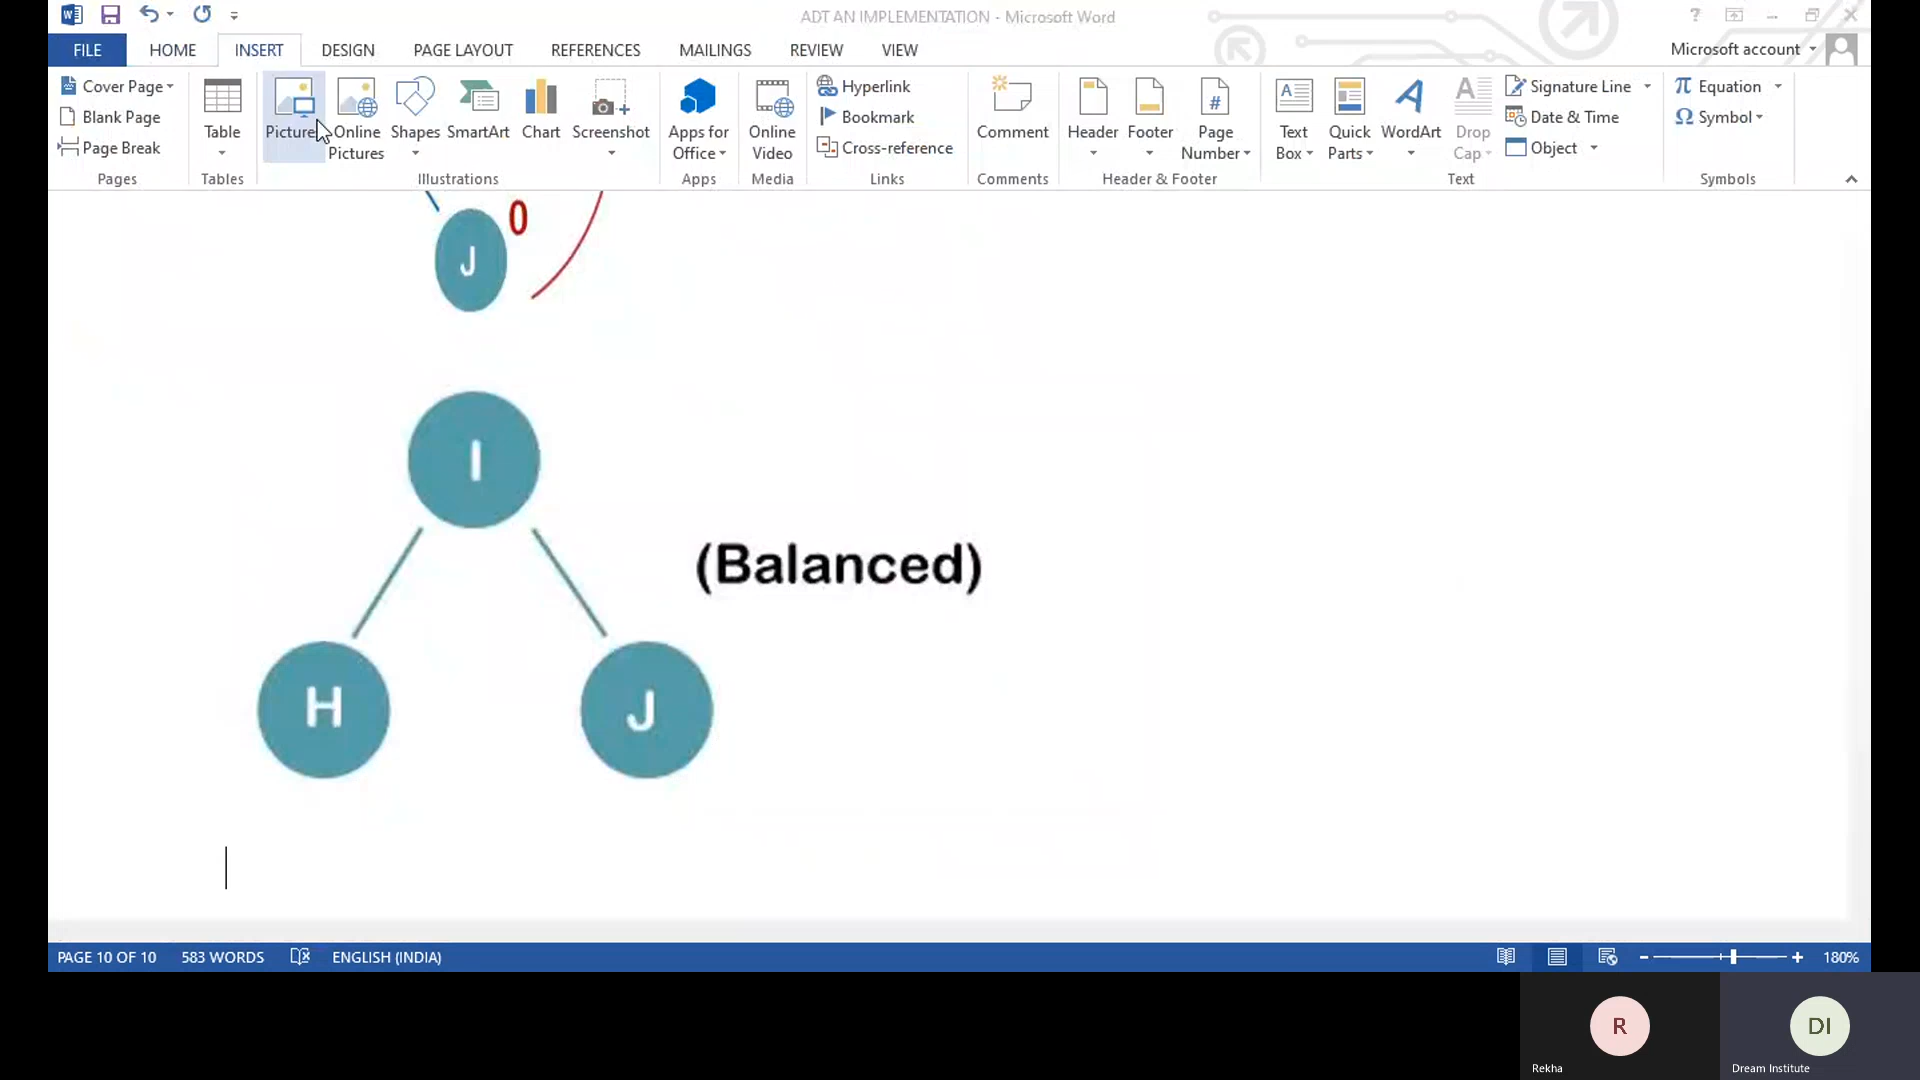 ADT AN IMPLEMENTATION - Microsoft Word
?
FILE HOME INSERT DESIGN PAGE LAYOUT REFERENCES MAILINGS REVIEW VIEW Microsoft account
Cover Page
Blank Page
Page Break
Pages
Table
Tables
Pictures
Online
Pictures
Shapes
SmartArt
Chart
Screenshot
Illustrations
Apps for
Office
Apps
Online
Video
Media
Hyperlink
Bookmark
Cross-reference
Links
Comment
Comments
Header
Footer
#
Page
Number
Header & Footer
A
Text
Box
Quick
Parts
A
WordArt
A
Drop
Cap
Signature Line
Date & Time
Object
Text
π Equation
Ω Symbol
Symbols
0
J
I
(Balanced)
H
J
PAGE 10 OF 10 583 WORDS ENGLISH (INDIA) 180%
R
DI
Rekha
Dream Institute